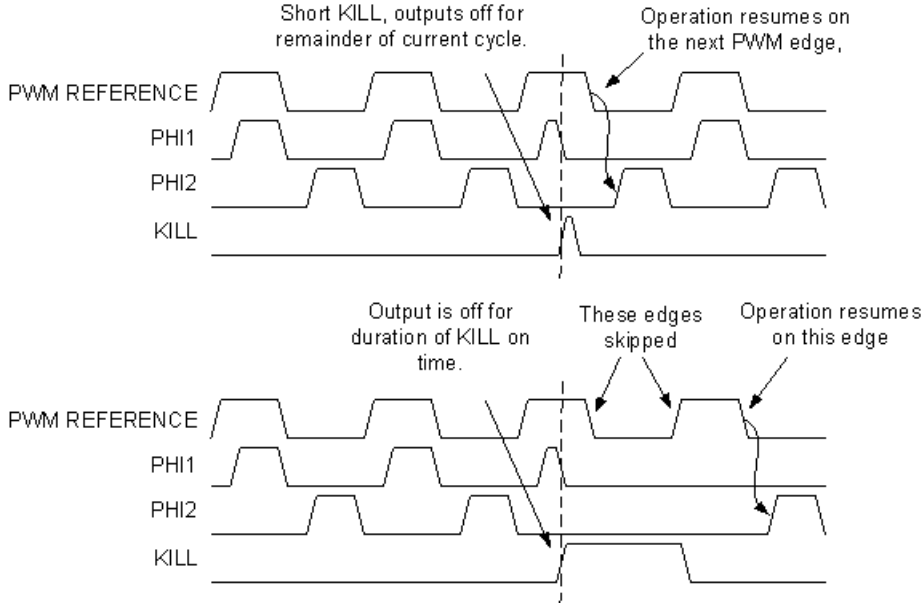 Short KILL, outputs off for
remainder of current cycle.
Operation resumes on
the next PWM edge,
PWM REFERENCE
PHI1
PHI2
KILL
Output is off for
duration of KILL on
time.
These edges
skipped
Operation resumes
on this edge
PWM REFERENCE
PHI1
PHI2
KILL